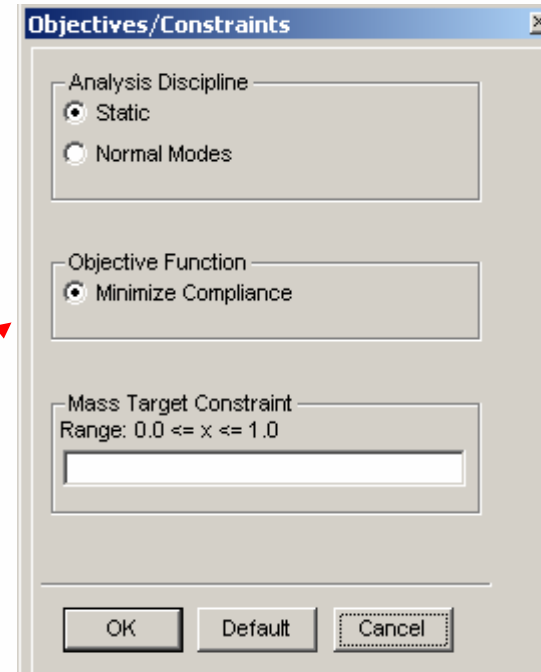 Objectives/Constraints
Analysis Discipline
Static
Normal Modes
Objective Function
Minimize Compliance
Mass Target Constraint
Range: 0.0 <= x <= 1.0
OK Default Cancel